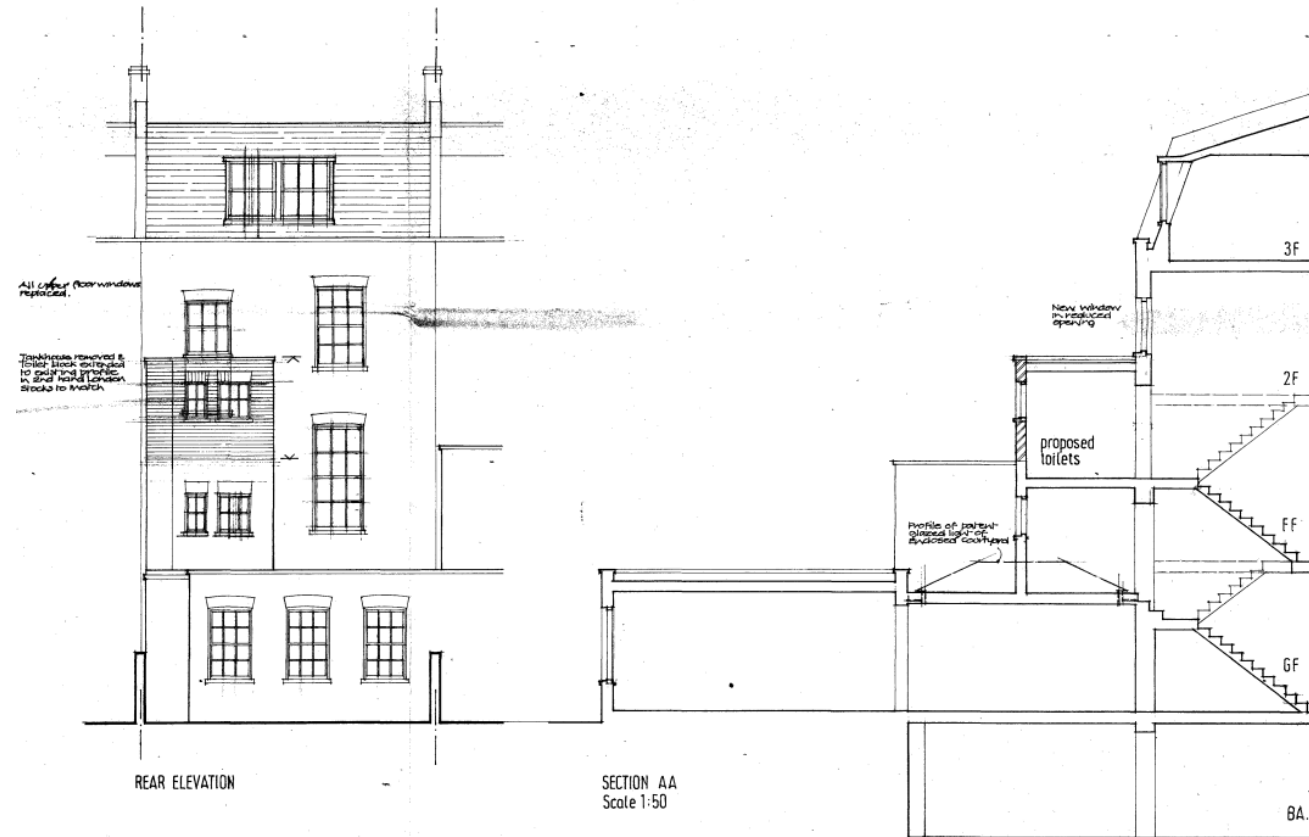 All upper floor windows
replaced.
Tankhouse removed &
toilet block extended
to existing profile
in 2nd hand London
stocks to match
REAR ELEVATION
New window
in reduced
opening
proposed
toilets
Profile of patent
glazed light of
enclosed courtyard
3F
2F
FF
GF
BA.
SECTION AA
Scale 1:50